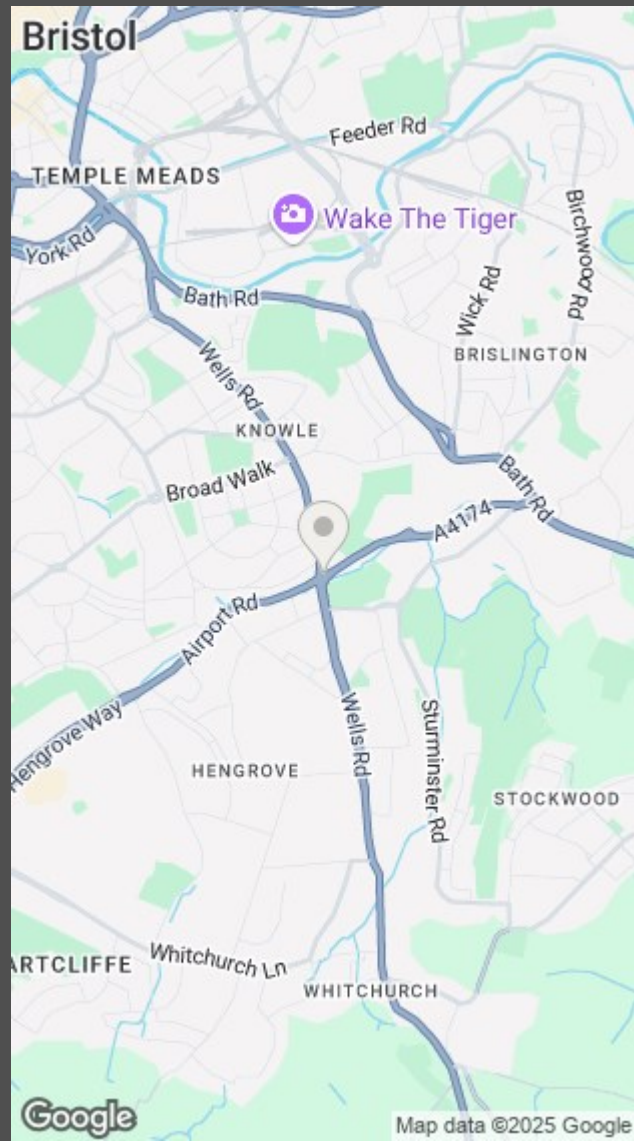 Bristol
Feeder Rd
TEMPLE MEADS
Wake The Tiger
Birchwood Rd
York Rd
Bath Rd
Wick Rd
BRISLINGTON
Wells Rd
KNOWLE
Broad Walk
Bath Rd
A4174
Airport Rd
Wells Rd
Sturminster Rd
Hengrove Way
HENGROVE
STOCKWOOD
ARTCLIFFE
Whitchurch Ln
WHITCHURCH
Google
Map data ©2025 Google